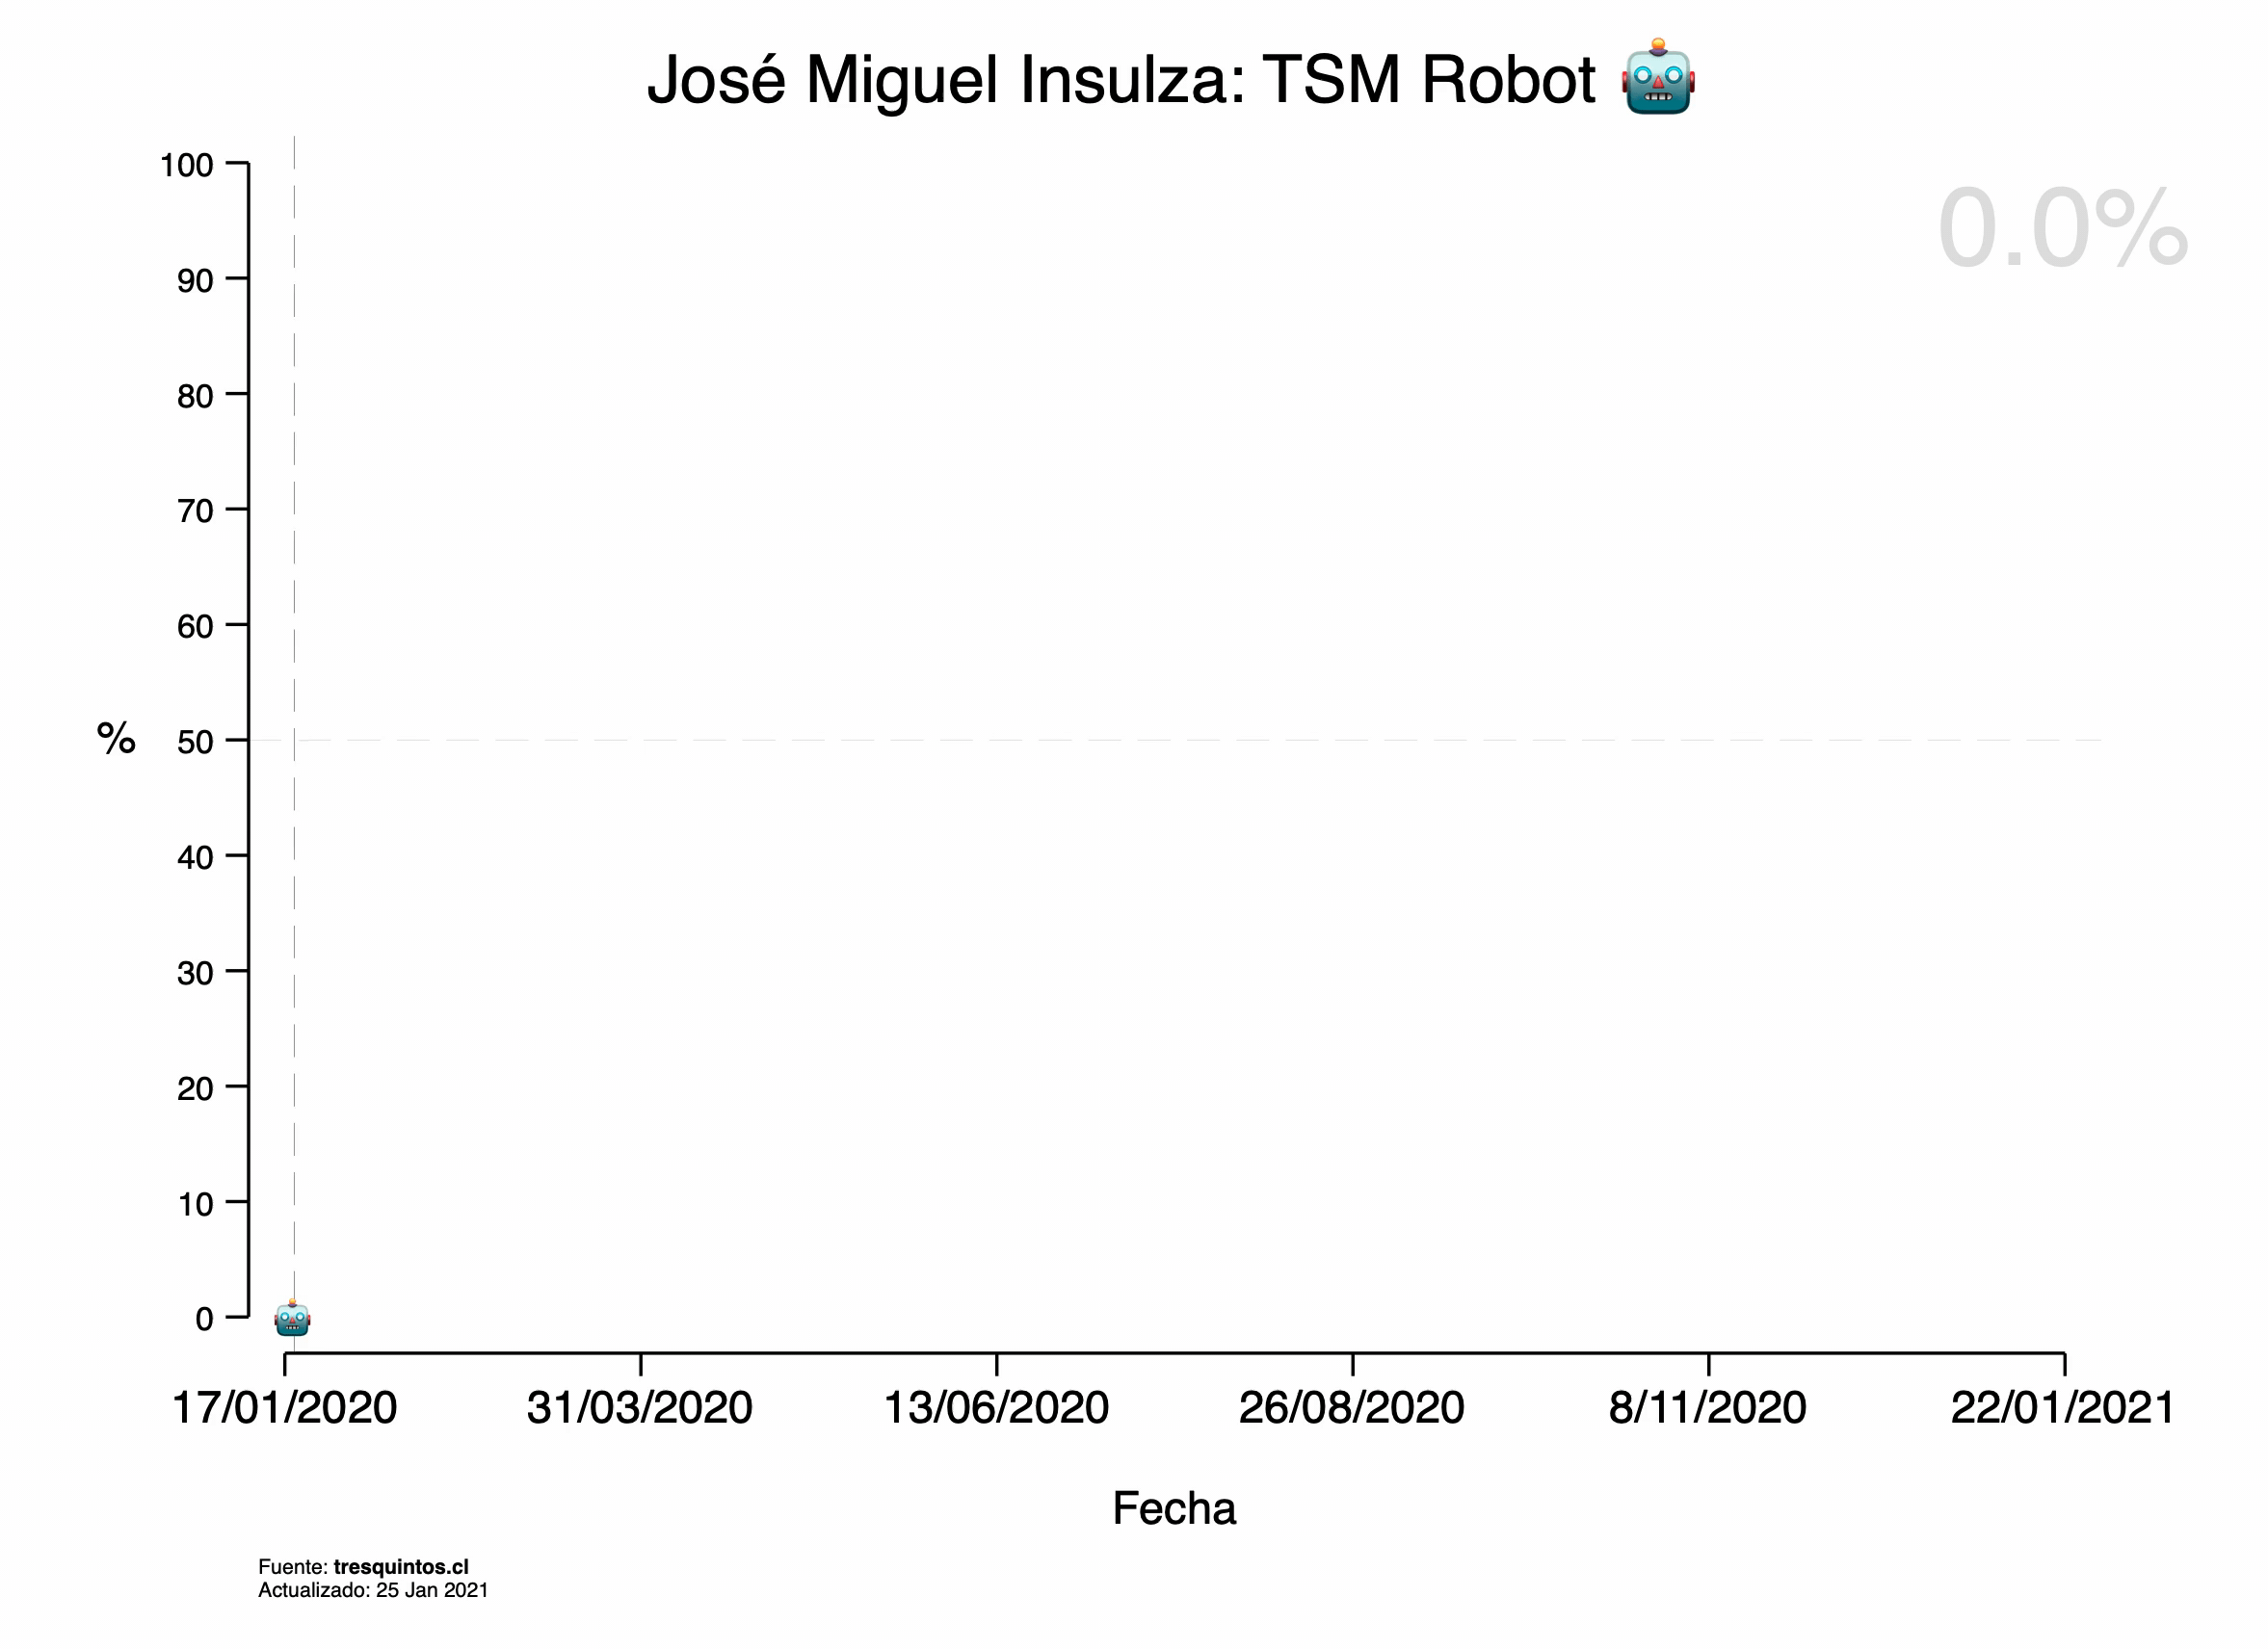 José Miguel Insulza: TSM Robot 🤖
0.0%
100
90
80
70
60
% 50
40
30
20
10
0
17/01/2020 31/03/2020 13/06/2020 26/08/2020 8/11/2020 22/01/2021
Fecha
Fuente: tresquintos.cl
Actualizado: 25 Jan 2021